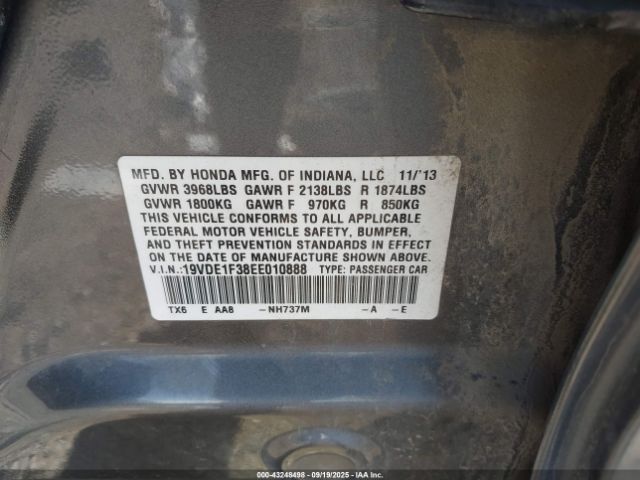 MFD. BY HONDA MFG. OF INDIANA, LLC 11/'13
GVWR 3968LBS GAWR F 2138LBS R 1874LBS
GVWR 1800KG GAWR F 970KG R 850KG
THIS VEHICLE CONFORMS TO ALL APPLICABLE
FEDERAL MOTOR VEHICLE SAFETY, BUMPER,
AND THEFT PREVENTION STANDARDS IN EFFECT
ON THE DATE OF MANUFACTURE SHOWN ABOVE.
V.I.N.:19VDE1F38EE010888 TYPE: PASSENGER CAR
TX6 E AA8 -NH737M -A -E
000-43248498 - 09/19/2025 - IAAI.COM